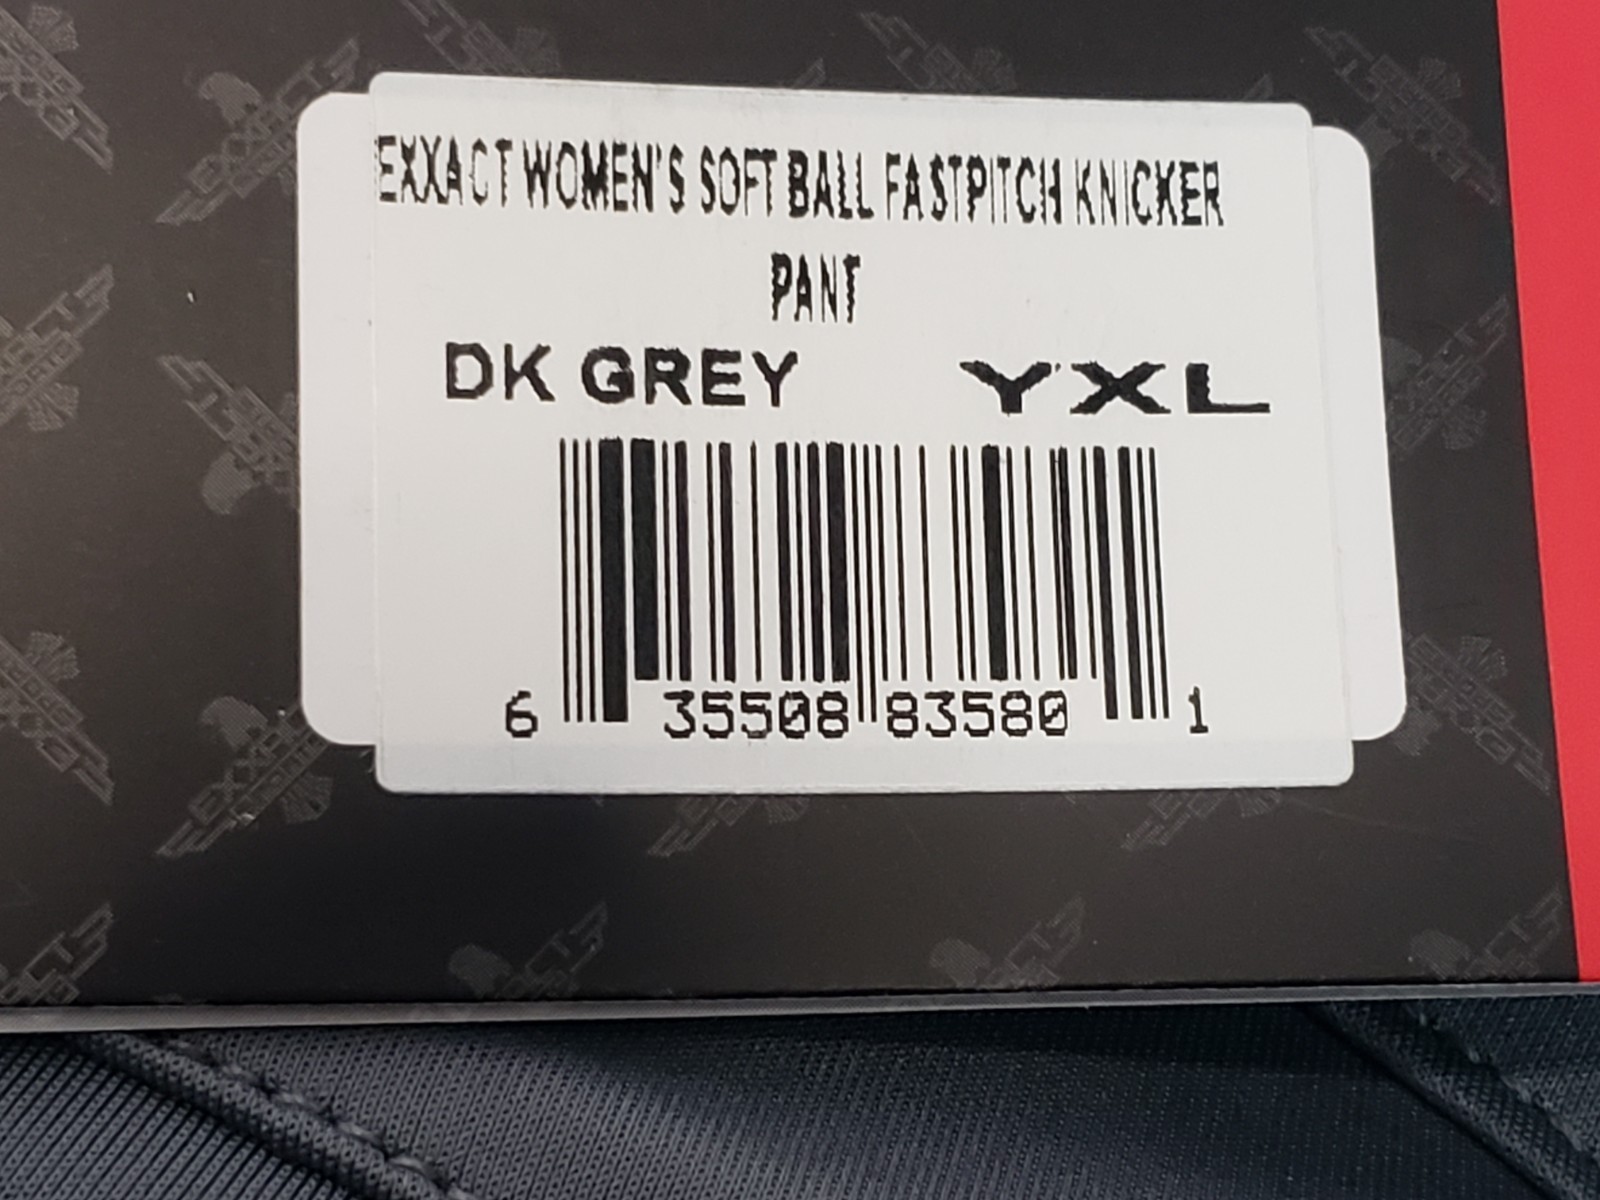 EXXACT WOMEN'S SOFT BALL FASTPITCH KNICKER
PANT
DK GREY YXL
6 35508 83580 1